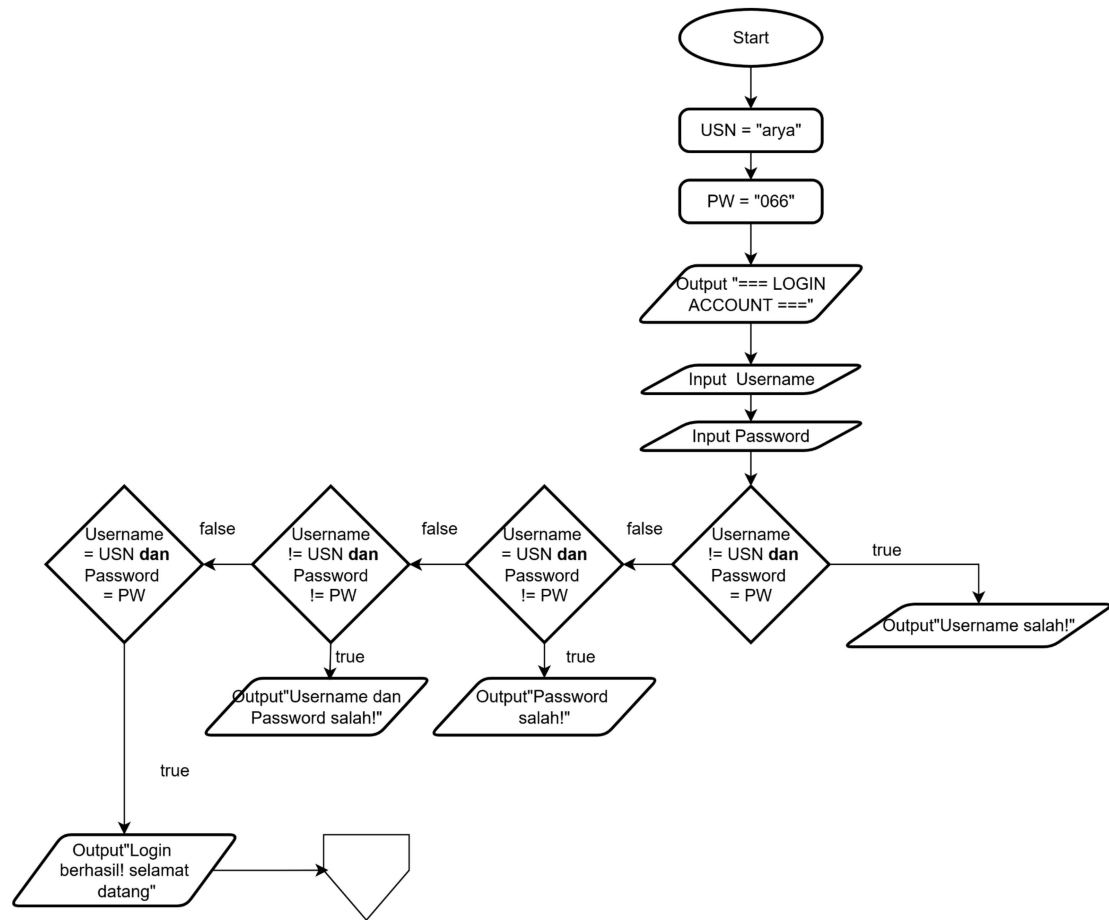 Start
USN = "arya"
PW = "066"
Output "=== LOGIN
ACCOUNT ==="
Input  Username
Input Password
Username
!= USN dan
Password
= PW
true
Output"Username salah!"
false
Username
= USN dan
Password
!= PW
true
Output"Password
salah!"
false
Username
!= USN dan
Password
!= PW
true
Output"Username dan
Password salah!"
false
Username
= USN dan
Password
= PW
true
Output"Login
berhasil! selamat
datang"